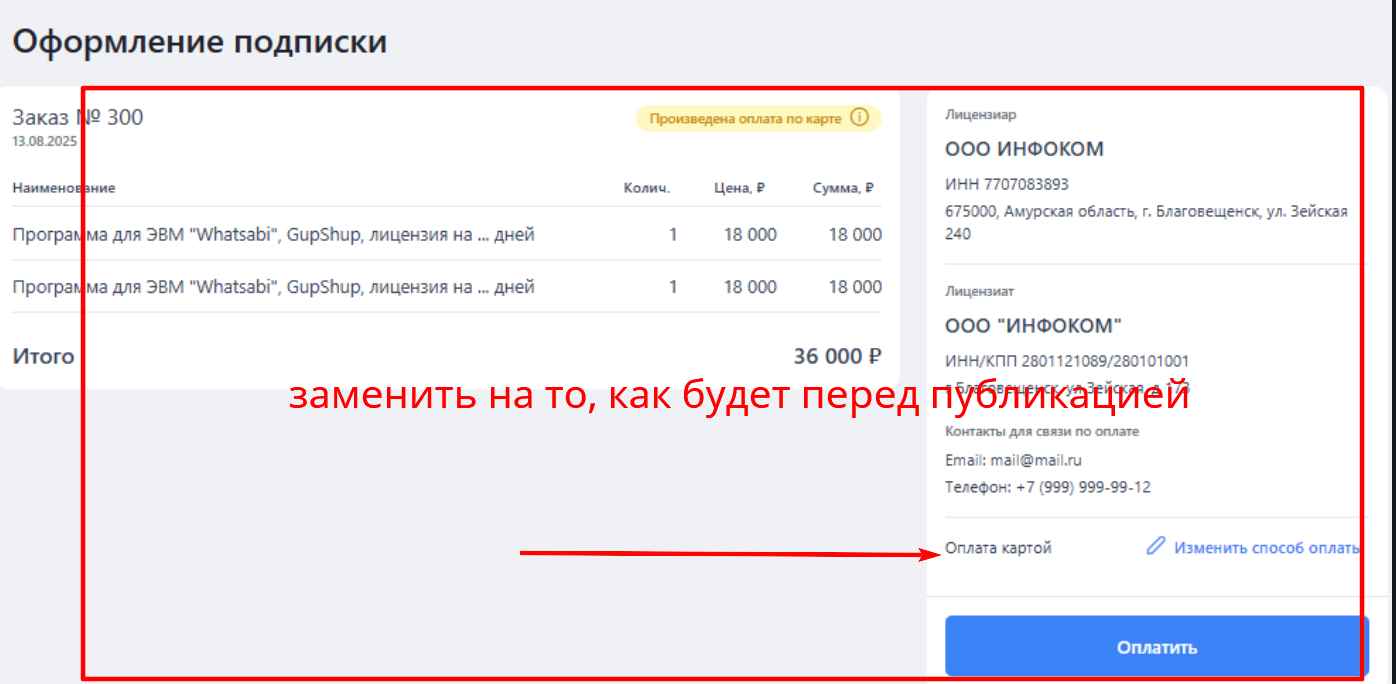 Оформление подписки
Заказ № 300
Произведена оплата по карте
13.08.2025
Наименование Колич. Цена, ₽ Сумма, ₽
Программа для ЭВМ "Whatsabi", GupShup, лицензия на ... дней 1 18 000 18 000
Программа для ЭВМ "Whatsabi", GupShup, лицензия на ... дней 1 18 000 18 000
Итого 36 000 ₽
заменить на то, как будет перед публикацией
Лицензиар
ООО ИНФОКОМ
ИНН 7707083893
675000, Амурская область, г. Благовещенск, ул. Зейская
240
Лицензиат
ООО "ИНФОКОМ"
ИНН/КПП 2801121089/280101001
г Благовещенск, ул Зейская, д 173
Контакты для связи по оплате
Email: mail@mail.ru
Телефон: +7 (999) 999-99-12
Оплата картой Изменить способ оплаты
Оплатить